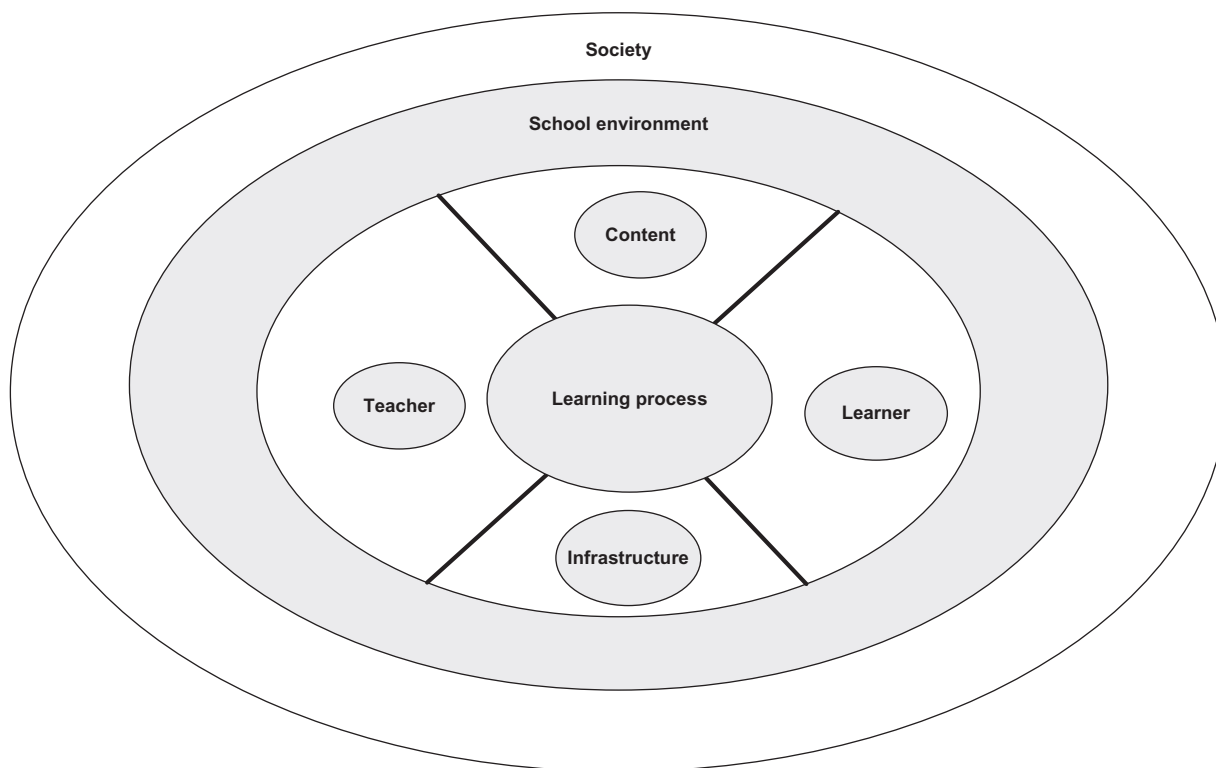 Society
School environment
Content
Learning process
Teacher
Learner
Infrastructure